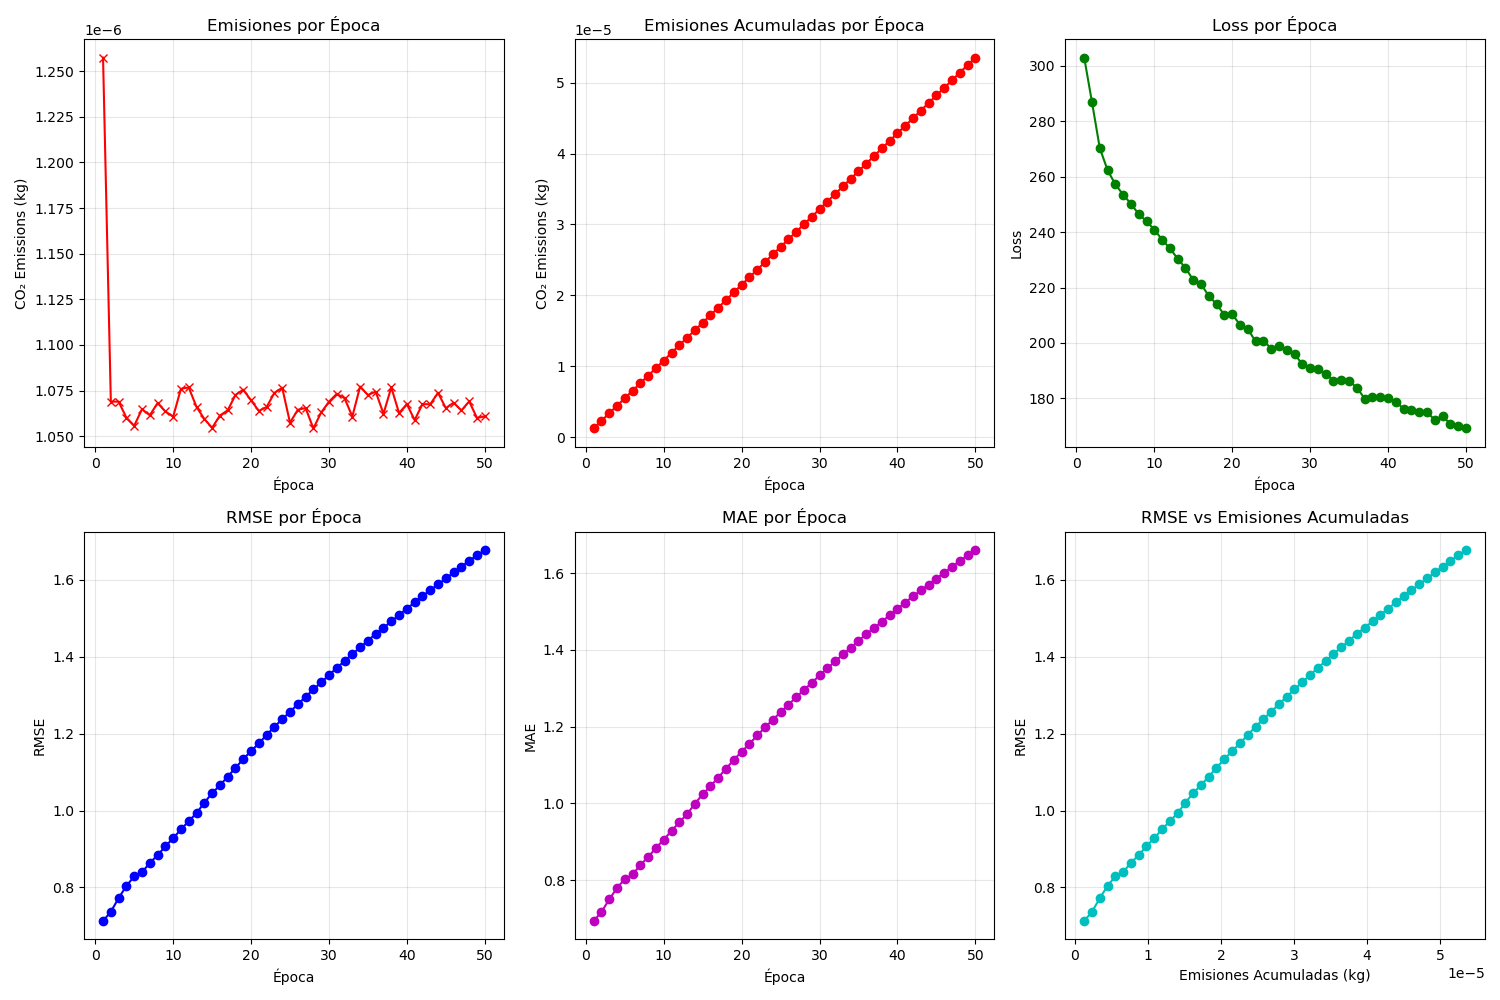 Emisiones por Época
1e−6
1.250
1.225
1.200
1.175
1.150
1.125
1.100
1.075
1.050
CO₂ Emissions (kg)
0 10 20 30 40 50
Época
Emisiones Acumuladas por Época
1e−5
5
4
3
2
1
0
CO₂ Emissions (kg)
0 10 20 30 40 50
Época
Loss por Época
300
280
260
240
220
200
180
Loss
0 10 20 30 40 50
Época
RMSE por Época
1.6
1.4
1.2
1.0
0.8
RMSE
0 10 20 30 40 50
Época
MAE por Época
1.6
1.4
1.2
1.0
0.8
MAE
0 10 20 30 40 50
Época
RMSE vs Emisiones Acumuladas
1.6
1.4
1.2
1.0
0.8
RMSE
0 1 2 3 4 5
1e−5
Emisiones Acumuladas (kg)